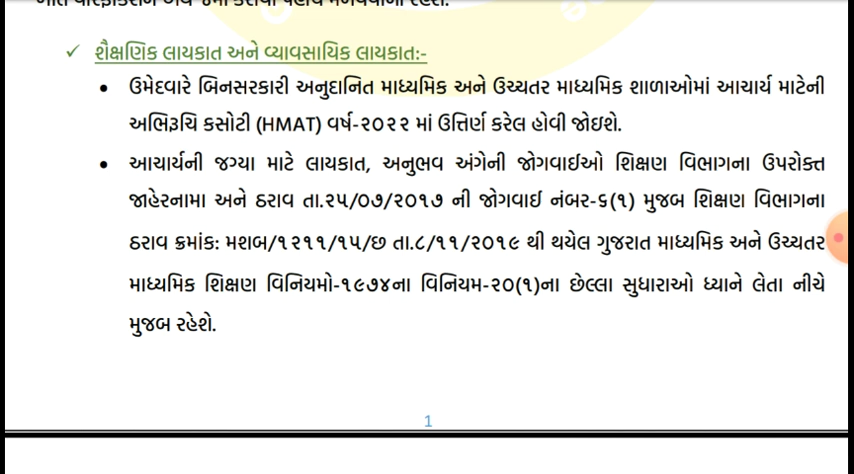 ✓ શૈક્ષણિક લાયકાત અને વ્યાવસાયિક લાયકાતઃ-
• ઉમેદવારે બિનસરકારી અનુદાનિત માધ્યમિક અને ઉચ્ચતર માધ્યમિક શાળાઓમાં આચાર્ય માટેની
અભિરૂચિ કસોટી (HMAT) વર્ષ-૨૦૨૨ માં ઉત્તિર્ણ કરેલ હોવી જોઇશે.
• આચાર્યની જગ્યા માટે લાયકાત, અનુભવ અંગેની જોગવાઈઓ શિક્ષણ વિભાગના ઉપરોક્ત
જાહેરનામા અને ઠરાવ તા.૨૫/૦૭/૨૦૧૭ ની જોગવાઈ નંબર-૬(૧) મુજબ શિક્ષણ વિભાગના
ઠરાવ ક્રમાંક: મશબ/૧૨૧૧/૧૫/છ તા.૮/૧૧/૨૦૧૯ થી થયેલ ગુજરાત માધ્યમિક અને ઉચ્ચતર
માધ્યમિક શિક્ષણ વિનિયમો-૧૯૭૪ના વિનિયમ-૨૦(૧)ના છેલ્લા સુધારાઓ ધ્યાને લેતા નીચે
મુજબ રહેશે.
1